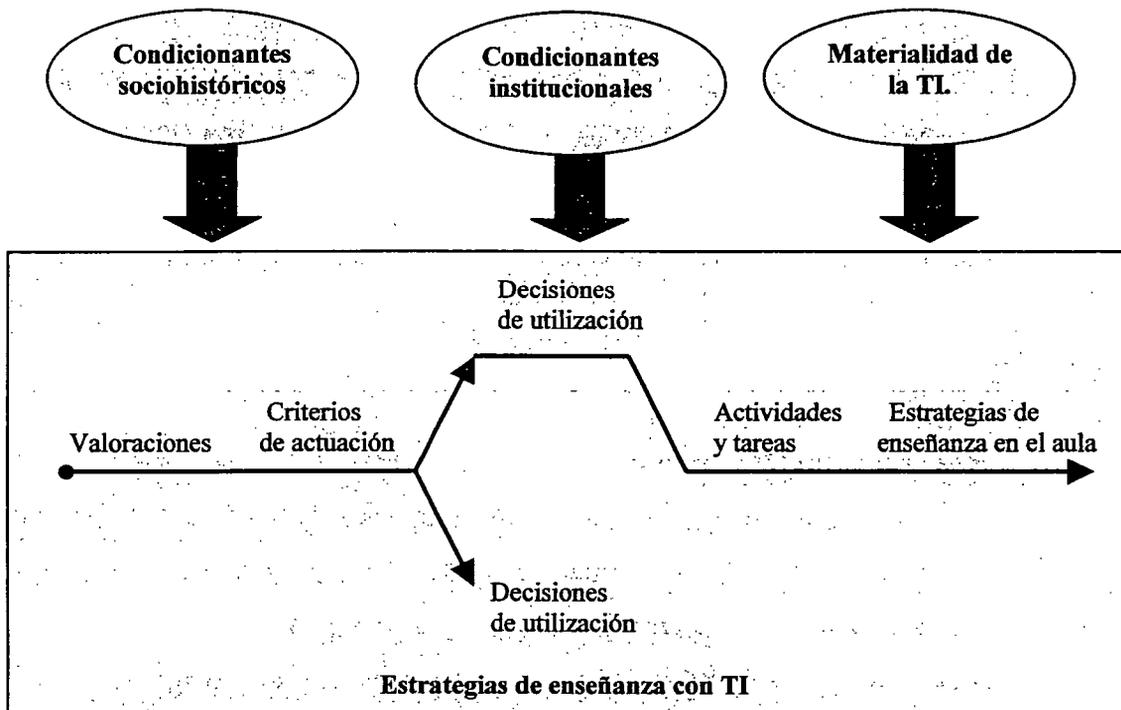 Condicionantes
sociohistóricos
Condicionantes
institucionales
Materialidad de
la TI.
Decisiones
de utilización
Criterios
de actuación
Valoraciones
Actividades
y tareas
Estrategias de
enseñanza en el aula
Decisiones
de utilización
Estrategias de enseñanza con TI